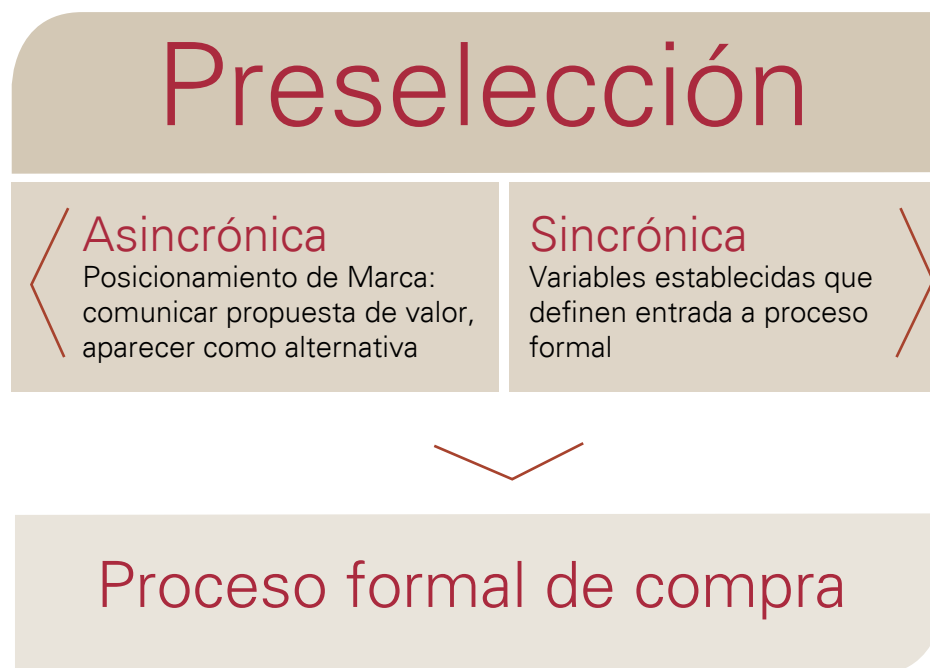 Preselección
Asincrónica
Posicionamiento de Marca:
comunicar propuesta de valor,
aparecer como alternativa
Sincrónica
Variables establecidas que
definen entrada a proceso
formal
Proceso formal de compra